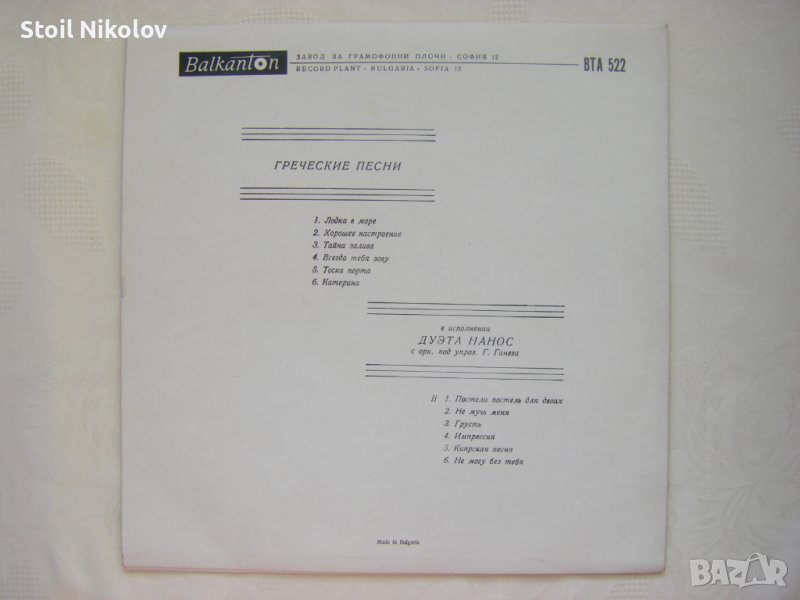 Stoil Nikolov
Balkanton
ЗАВОД ЗА ГРАМОФОННИ ПЛОЧИ · СОФИЯ 12
RECORD PLANT · BULGARIA · SOFIA 12
ВТА 522
ГРЕЧЕСКИЕ ПЕСНИ
1. Лодка в море
2. Хорошее настроение
3. Тайна залива
4. Всегда тебя зову
5. Тоска порта
6. Катерина
в исполнении
ДУЭТА НАНОС
с орк. под управ. Г. Ганева
II 1. Постели постель для двоих
2. Не мучь меня
3. Грусть
4. Импрессия
5. Кипрская песня
6. Не могу без тебя
Made in Bulgaria
BAZAR